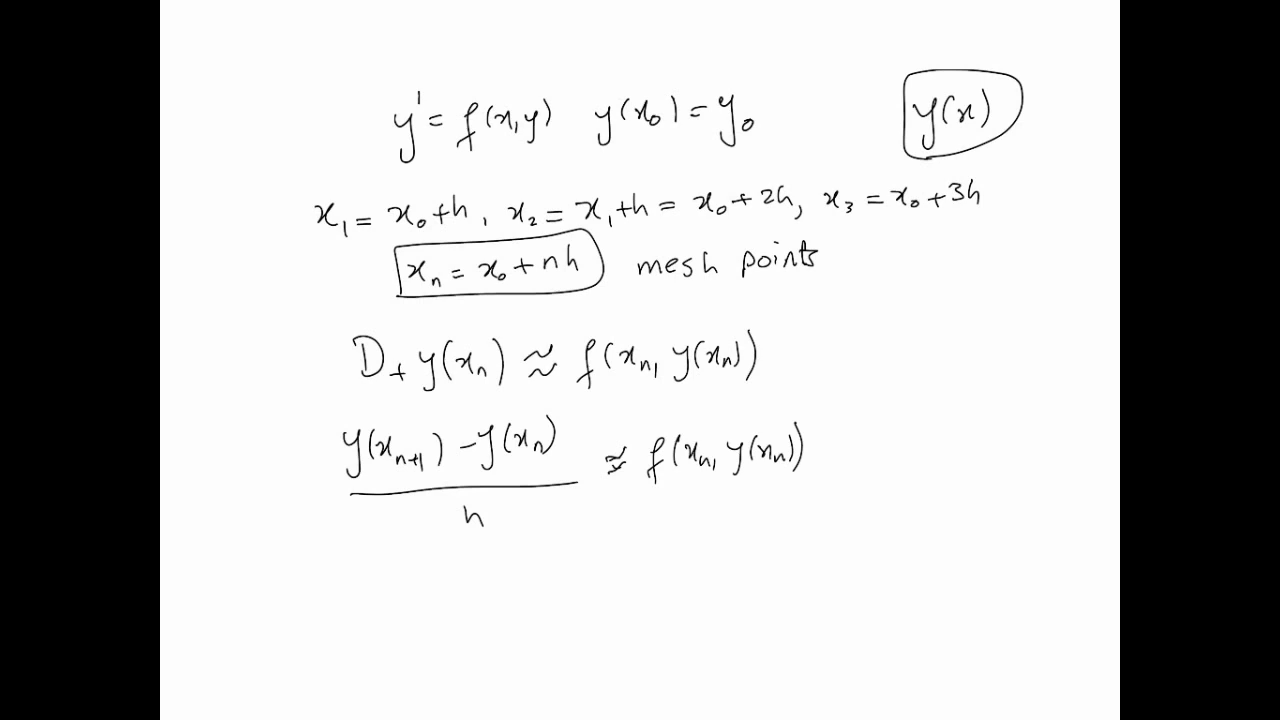 y' = f(x,y) y(x₀) = y₀ y(x)
x₁ = x₀+h, x₂ = x₁+h = x₀+2h, x₃ = x₀+3h
xₙ = x₀+nh mesh points
D₊ y(xₙ) ≈ f(xₙ, y(xₙ))
y(xₙ₊₁) - y(xₙ) ≈ f(xₙ, y(xₙ))
h